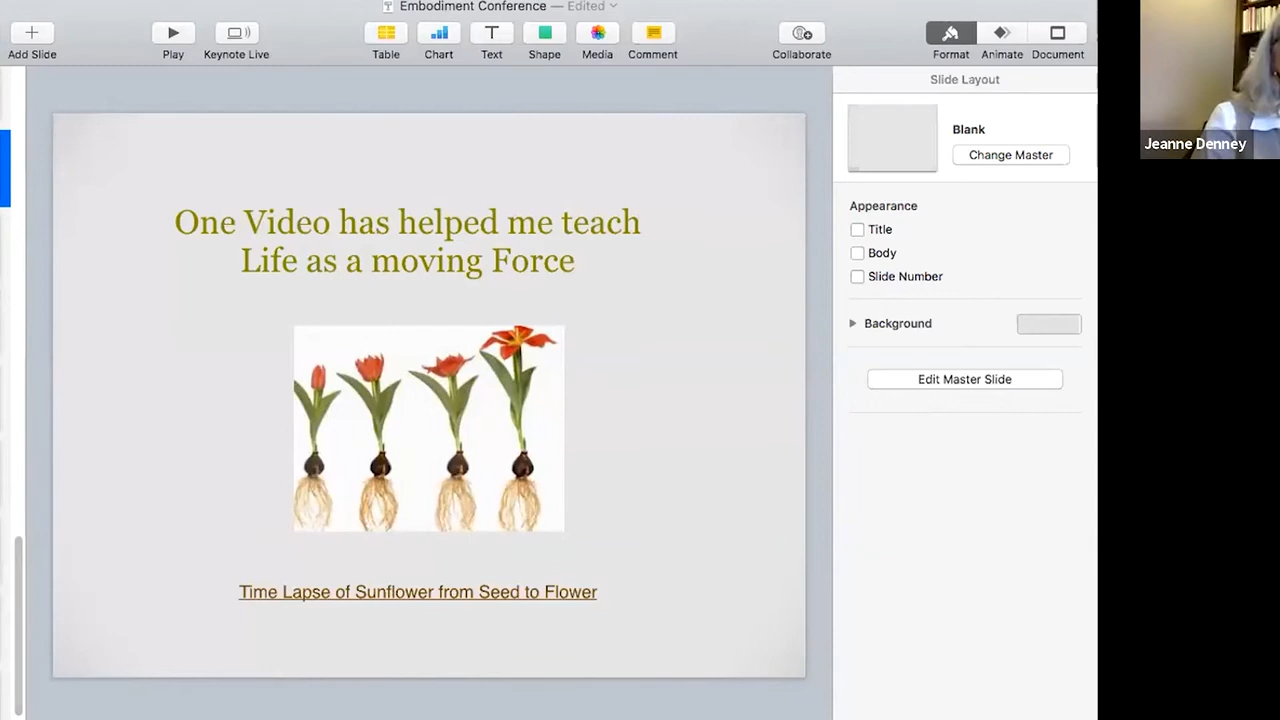 Embodiment Conference — Edited
Add Slide
Play
Keynote Live
Table
Chart
Text
Shape
Media
Comment
Collaborate
Format
Animate
Document
Slide Layout
Blank
Change Master
Appearance
Title
Body
Slide Number
Background
Edit Master Slide
One Video has helped me teach
Life as a moving Force
Time Lapse of Sunflower from Seed to Flower
Jeanne Denney